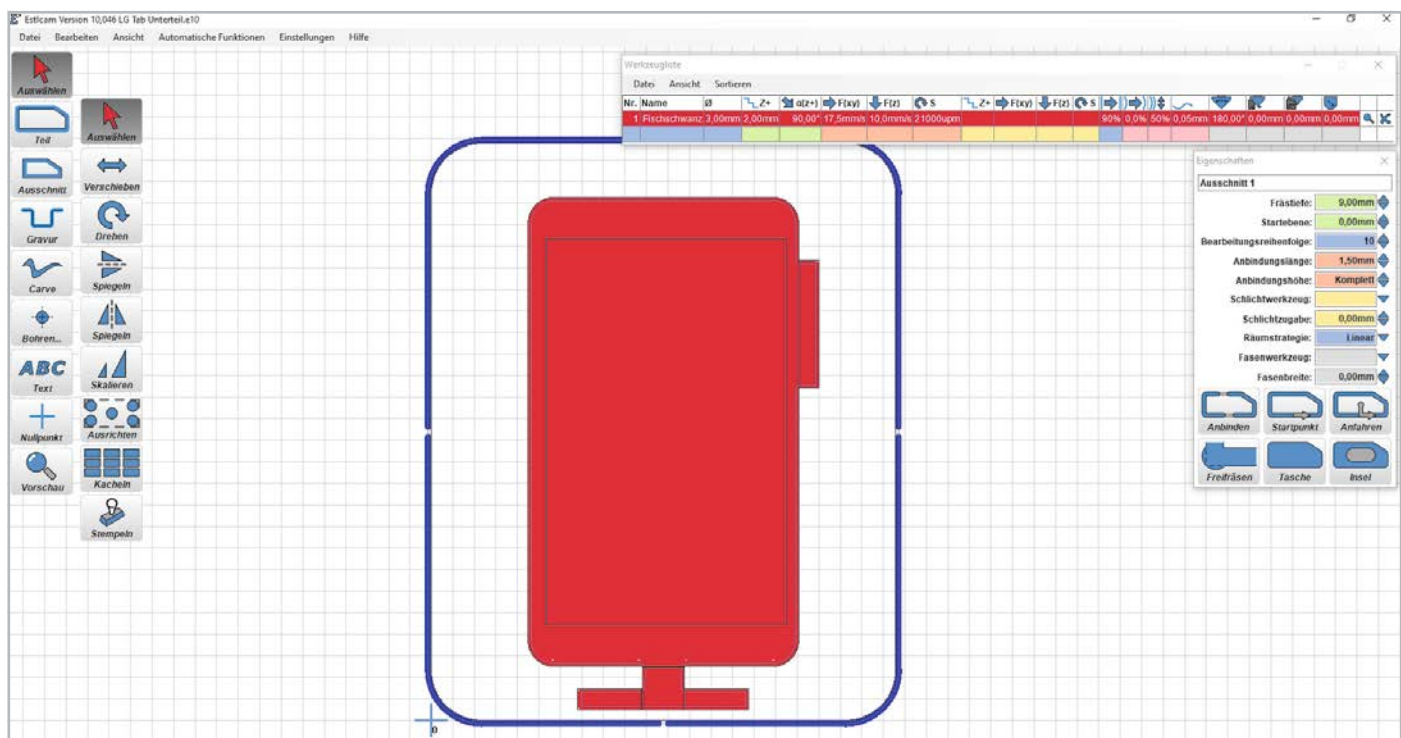 Estlcam Version 10,046 LG Tab Unterteil.e10
Datei Bearbeiten Ansicht Automatische Funktionen Einstellungen Hilfe
Auswählen
Teil
Ausschnitt
Gravur
Carve
Bohren...
ABC
Text
Nullpunkt
Vorschau
Auswählen
Verschieben
Drehen
Spiegeln
Spiegeln
Skalieren
Ausrichten
Kacheln
Stempeln
0
Werkzeugliste
Datei Ansicht Sortieren
Nr. Name Ø Z+ α(z+) F(xy) F(z) S Z+ F(xy) F(z) S
1 Fischschwanz 3,00mm 2,00mm 90,00° 17,5mm/s 10,0mm/s 21000upm 90% 0,0% 50% 0,05mm 180,00° 0,00mm 0,00mm 0,00mm
Eigenschaften
Ausschnitt 1
Frästiefe: 9,00mm
Startebene: 0,00mm
Bearbeitungsreihenfolge: 10
Anbindungslänge: 1,50mm
Anbindungshöhe: Komplett
Schlichtwerkzeug:
Schlichtzugabe: 0,00mm
Räumstrategie: Linear
Fasenwerkzeug:
Fasenbreite: 0,00mm
Anbinden Startpunkt Anfahren
Freifräsen Tasche Insel